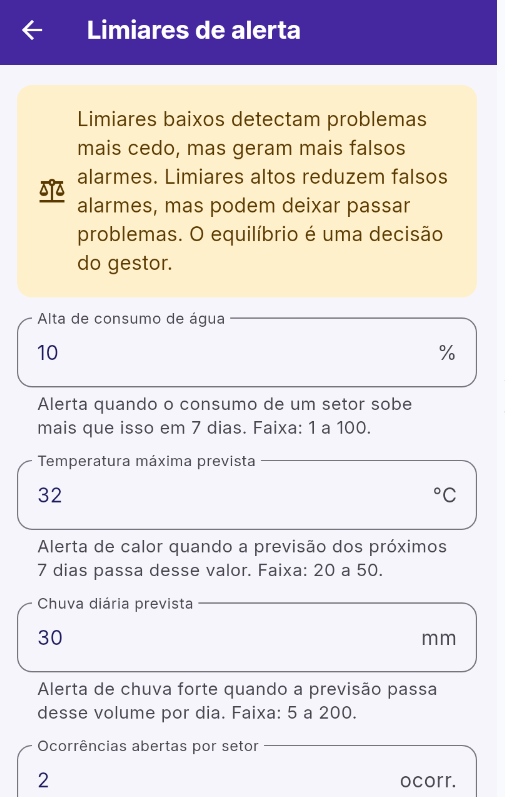 Limiares de alerta
Limiares baixos detectam problemas
mais cedo, mas geram mais falsos
alarmes. Limiares altos reduzem falsos
alarmes, mas podem deixar passar
problemas. O equilíbrio é uma decisão
do gestor.
Alta de consumo de água
10 %
Alerta quando o consumo de um setor sobe
mais que isso em 7 dias. Faixa: 1 a 100.
Temperatura máxima prevista
32 °C
Alerta de calor quando a previsão dos próximos
7 dias passa desse valor. Faixa: 20 a 50.
Chuva diária prevista
30 mm
Alerta de chuva forte quando a previsão passa
desse volume por dia. Faixa: 5 a 200.
Ocorrências abertas por setor
2 ocorr.